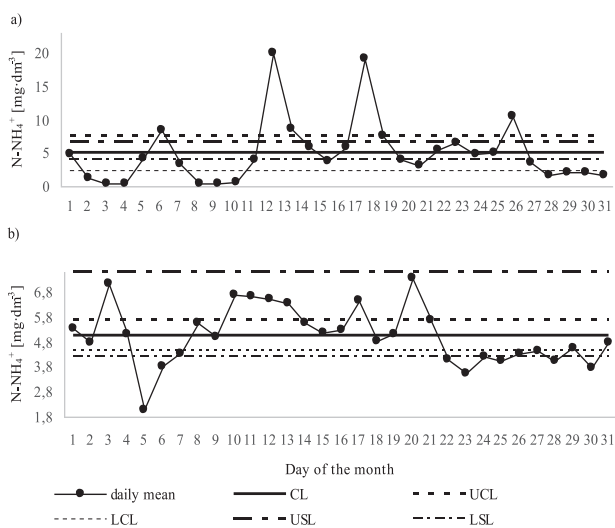 a)
N-NH₄⁺ [mg·dm⁻³]
20
15
10
5
0
1 2 3 4 5 6 7 8 9 10 11 12 13 14 15 16 17 18 19 20 21 22 23 24 25 26 27 28 29 30 31
b)
N-NH₄⁺ [mg·dm⁻³]
6,8
5,8
4,8
3,8
2,8
1,8
1 2 3 4 5 6 7 8 9 10 11 12 13 14 15 16 17 18 19 20 21 22 23 24 25 26 27 28 29 30 31
Day of the month
daily mean CL UCL
LCL USL LSL